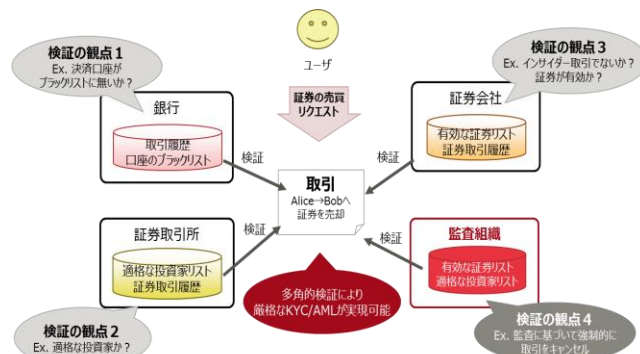 検証の観点1
Ex. 決済口座が
ブラックリストに無いか？
ユーザ
検証の観点3
Ex. インサイダー取引でないか？
証券が有効か？
銀行
取引履歴
口座のブラックリスト
証券の売買
リクエスト
証券会社
有効な証券リスト
証券取引履歴
検証
検証
取引
Alice→Bobへ
証券を売却
証券取引所
適格な投資家リスト
証券取引履歴
検証
検証
監査組織
有効な証券リスト
適格な投資家リスト
多角的検証により
厳格なKYC/AMLが実現可能
検証の観点2
Ex. 適格な投資家か？
検証の観点4
Ex. 監査に基づいて強制的に
取引をキャンセル